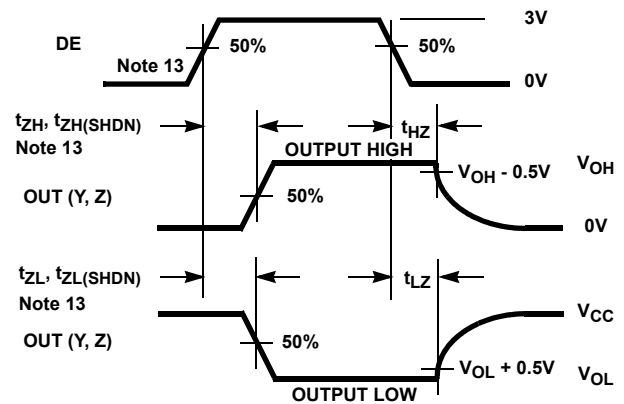 3V
DE
50%
50%
Note 13
0V
tZH, tZH(SHDN)
Note 13
tHZ
OUTPUT HIGH
VOH - 0.5V
VOH
OUT (Y, Z)
50%
0V
tZL, tZL(SHDN)
Note 13
tLZ
VCC
OUT (Y, Z)
50%
VOL + 0.5V
VOL
OUTPUT LOW